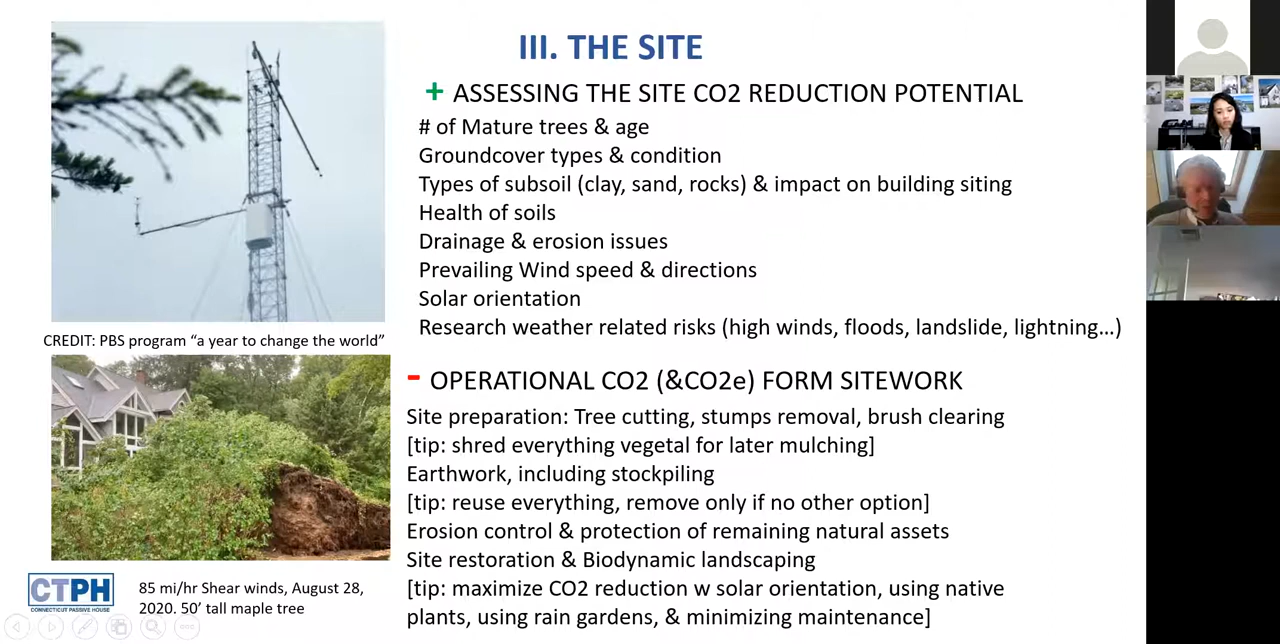 III. THE SITE
+ ASSESSING THE SITE CO2 REDUCTION POTENTIAL
# of Mature trees & age
Groundcover types & condition
Types of subsoil (clay, sand, rocks) & impact on building siting
Health of soils
Drainage & erosion issues
Prevailing Wind speed & directions
Solar orientation
Research weather related risks (high winds, floods, landslide, lightning...)
CREDIT: PBS program “a year to change the world”
- OPERATIONAL CO2 (&CO2e) FORM SITEWORK
Site preparation: Tree cutting, stumps removal, brush clearing
[tip: shred everything vegetal for later mulching]
Earthwork, including stockpiling
[tip: reuse everything, remove only if no other option]
Erosion control & protection of remaining natural assets
Site restoration & Biodynamic landscaping
[tip: maximize CO2 reduction w solar orientation, using native
plants, using rain gardens, & minimizing maintenance]
CTPH
CONNECTICUT PASSIVE HOUSE
85 mi/hr Shear winds, August 28,
2020. 50’ tall maple tree